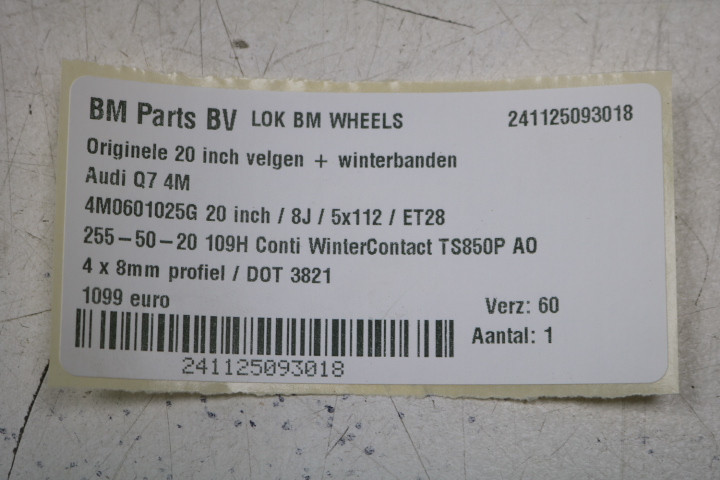 BM Parts BV LOK BM WHEELS 241125093018
Originele 20 inch velgen + winterbanden
Audi Q7 4M
4M0601025G 20 inch / 8J / 5x112 / ET28
255-50-20 109H Conti WinterContact TS850P AO
4 x 8mm profiel / DOT 3821
1099 euro Verz: 60
Aantal: 1
241125093018